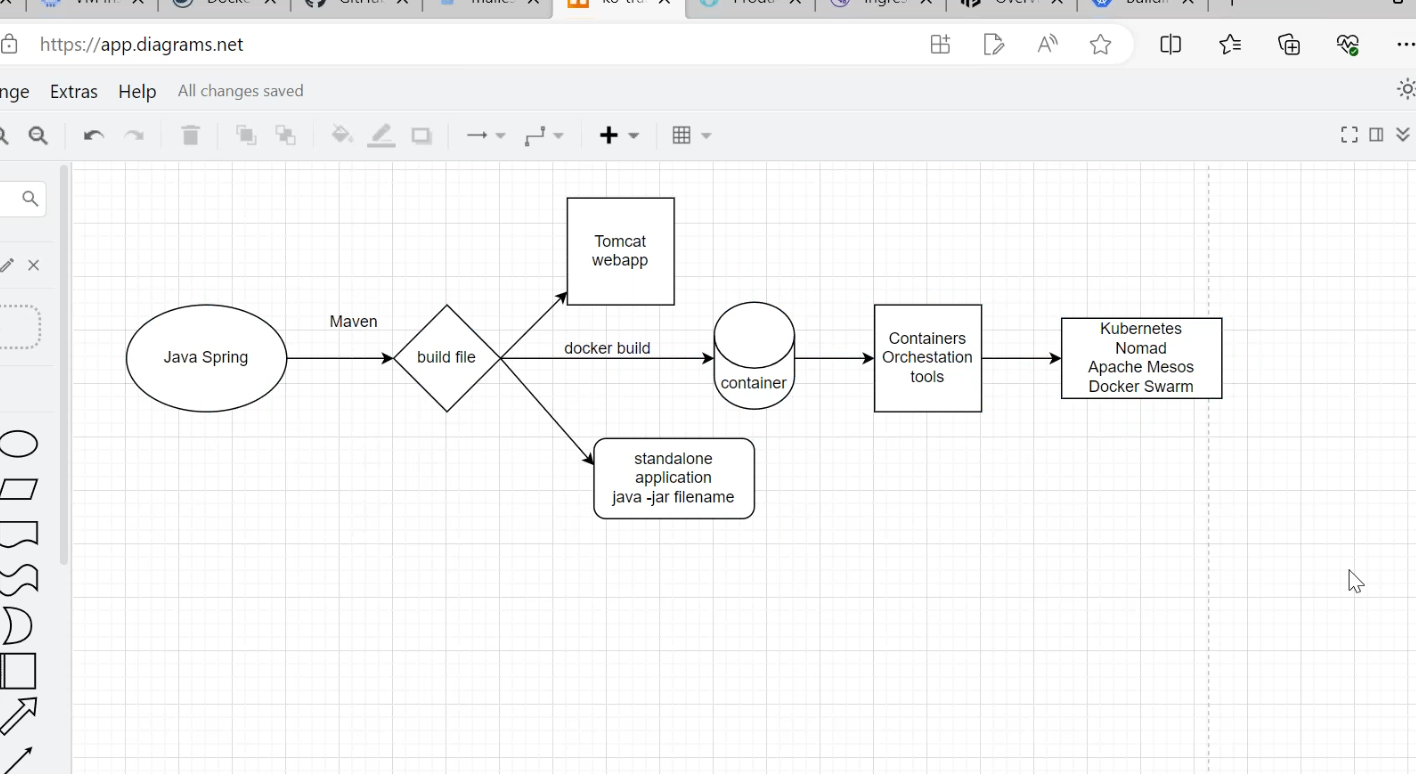 https://app.diagrams.net
Extras Help All changes saved
Tomcat
webapp
Java Spring
Maven
build file
docker build
container
Containers
Orchestation
tools
Kubernetes
Nomad
Apache Mesos
Docker Swarm
standalone
application
java -jar filename